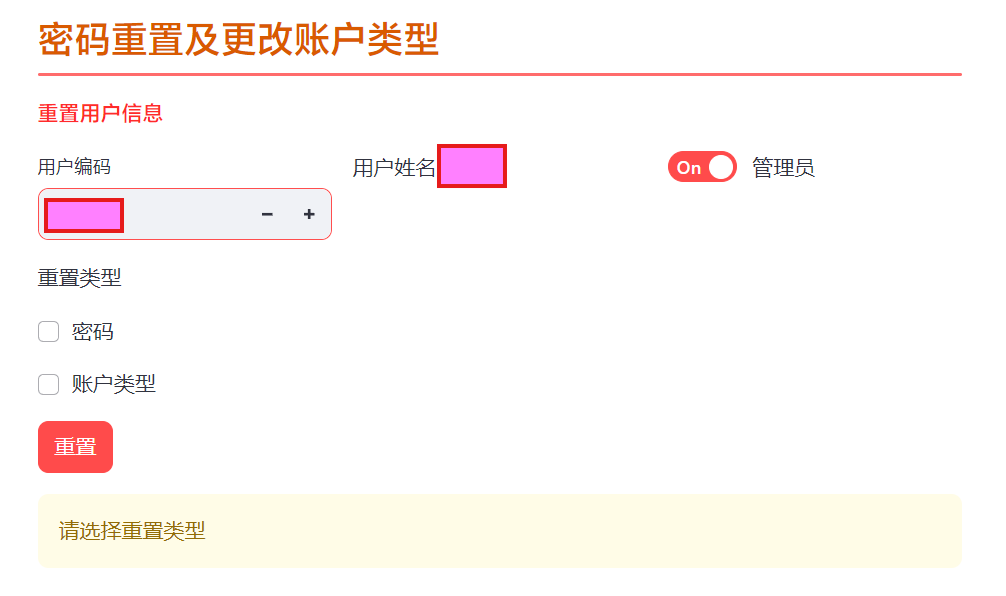 密码重置及更改账户类型
重置用户信息
用户编码
用户姓名
On 管理员
− +
重置类型
密码
账户类型
重置
请选择重置类型